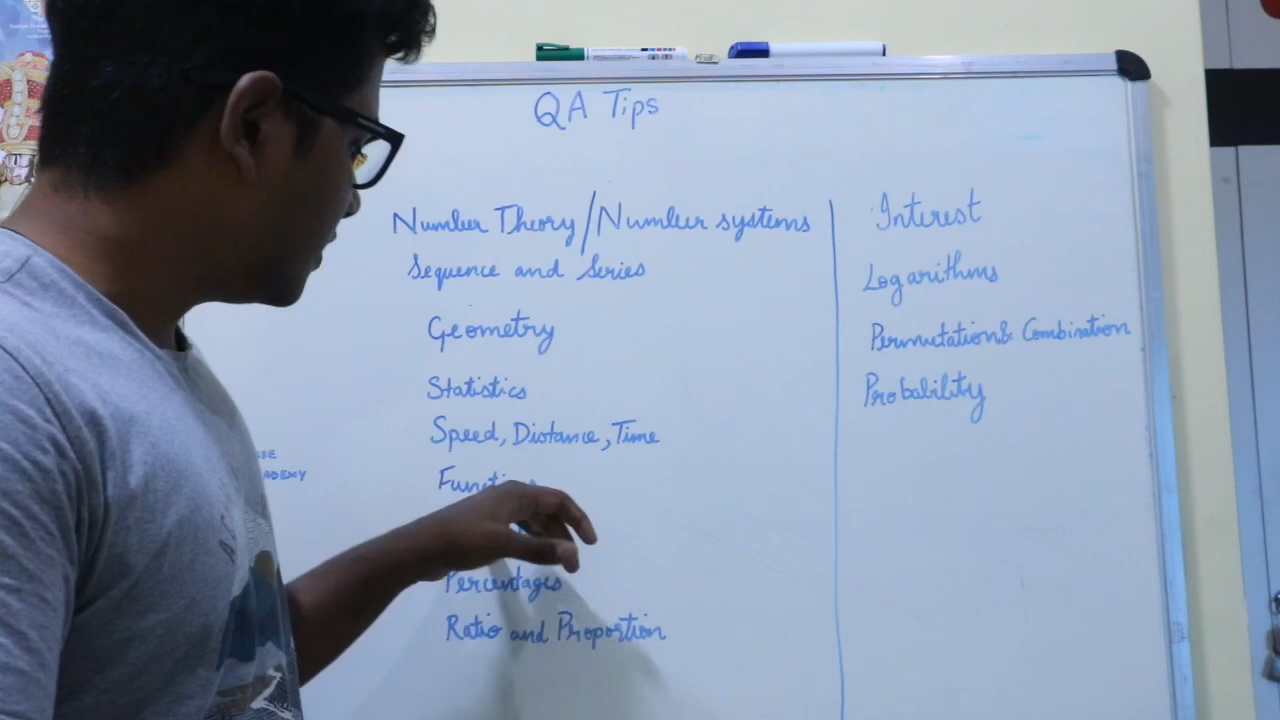 QA Tips
Number Theory/Number systems
Sequence and Series
Geometry
Statistics
Speed, Distance, Time
Percentages
Ratio and Proportion
Interest
Logarithms
Permutation & Combination
Probability